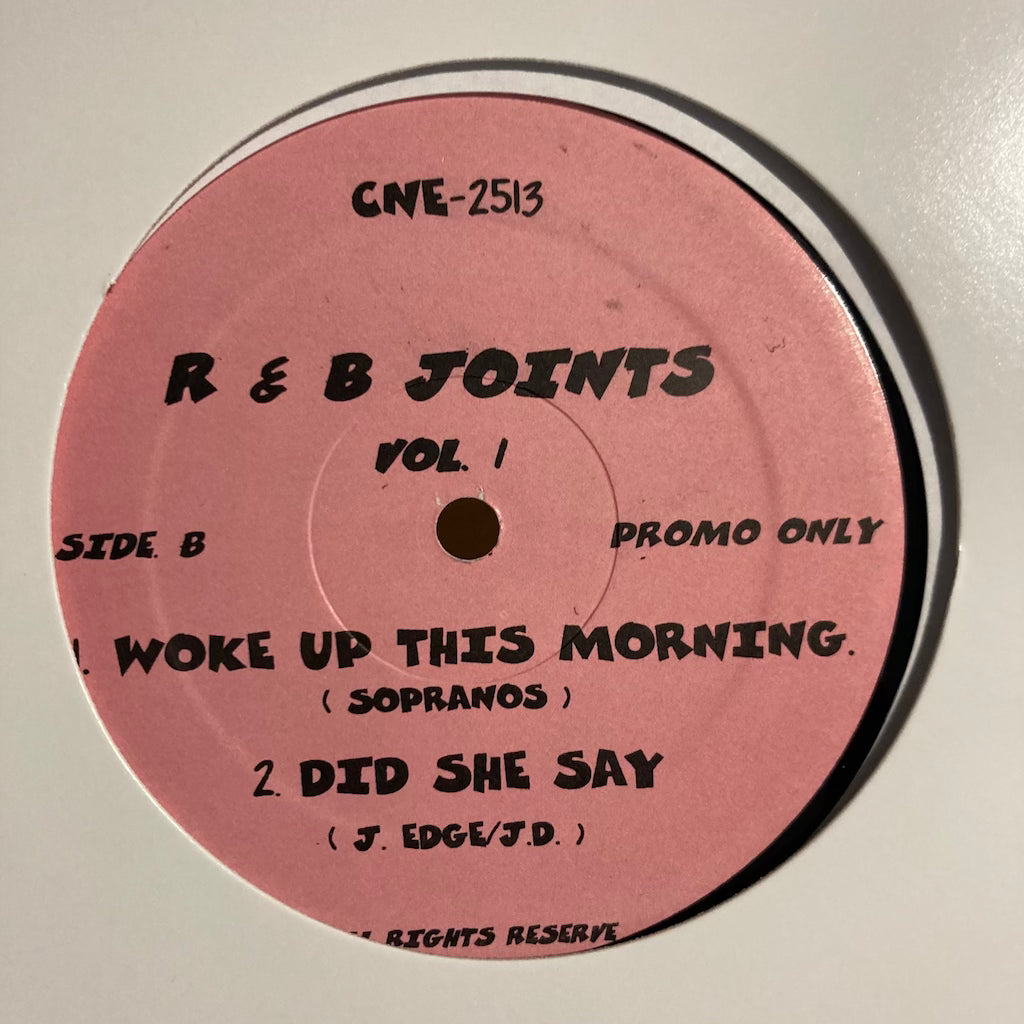 CNE-2513
R & B JOINTS
VOL. 1
SIDE. B
PROMO ONLY
1. WOKE UP THIS MORNING.
( SOPRANOS )
2. DID SHE SAY
( J. EDGE/J.D. )
RIGHTS RESERVE